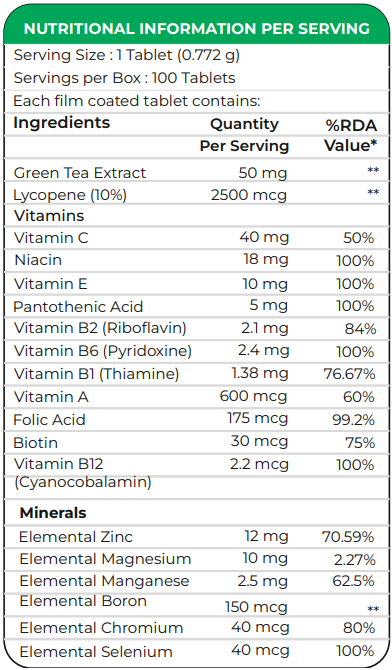 NUTRITIONAL INFORMATION PER SERVING
Serving Size : 1 Tablet (0.772 g)
Servings per Box : 100 Tablets
Each film coated tablet contains:
Ingredients Quantity Per Serving %RDA Value*
Green Tea Extract 50 mg **
Lycopene (10%) 2500 mcg **
Vitamins
Vitamin C 40 mg 50%
Niacin 18 mg 100%
Vitamin E 10 mg 100%
Pantothenic Acid 5 mg 100%
Vitamin B2 (Riboflavin) 2.1 mg 84%
Vitamin B6 (Pyridoxine) 2.4 mg 100%
Vitamin B1 (Thiamine) 1.38 mg 76.67%
Vitamin A 600 mcg 60%
Folic Acid 175 mcg 99.2%
Biotin 30 mcg 75%
Vitamin B12 2.2 mcg 100%
(Cyanocobalamin)
Minerals
Elemental Zinc 12 mg 70.59%
Elemental Magnesium 10 mg 2.27%
Elemental Manganese 2.5 mg 62.5%
Elemental Boron 150 mcg **
Elemental Chromium 40 mcg 80%
Elemental Selenium 40 mcg 100%